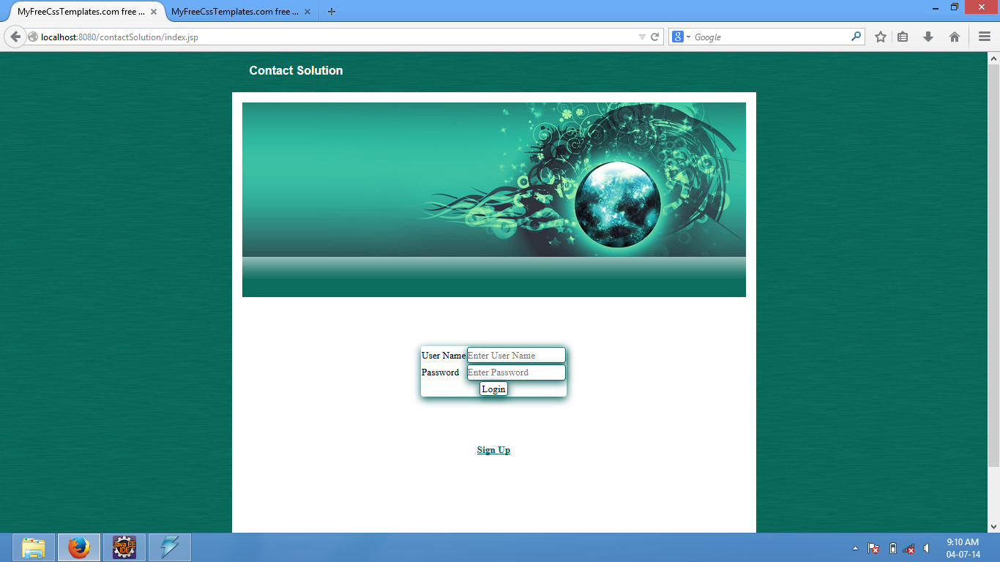 MyFreeCssTemplates.com free ...
MyFreeCssTemplates.com free ...
localhost:8080/contactSolution/index.jsp
Google
Contact Solution
User Name Enter User Name
Password Enter Password
Login
Sign Up
Java EE
IDE
9:10 AM
04-07-14